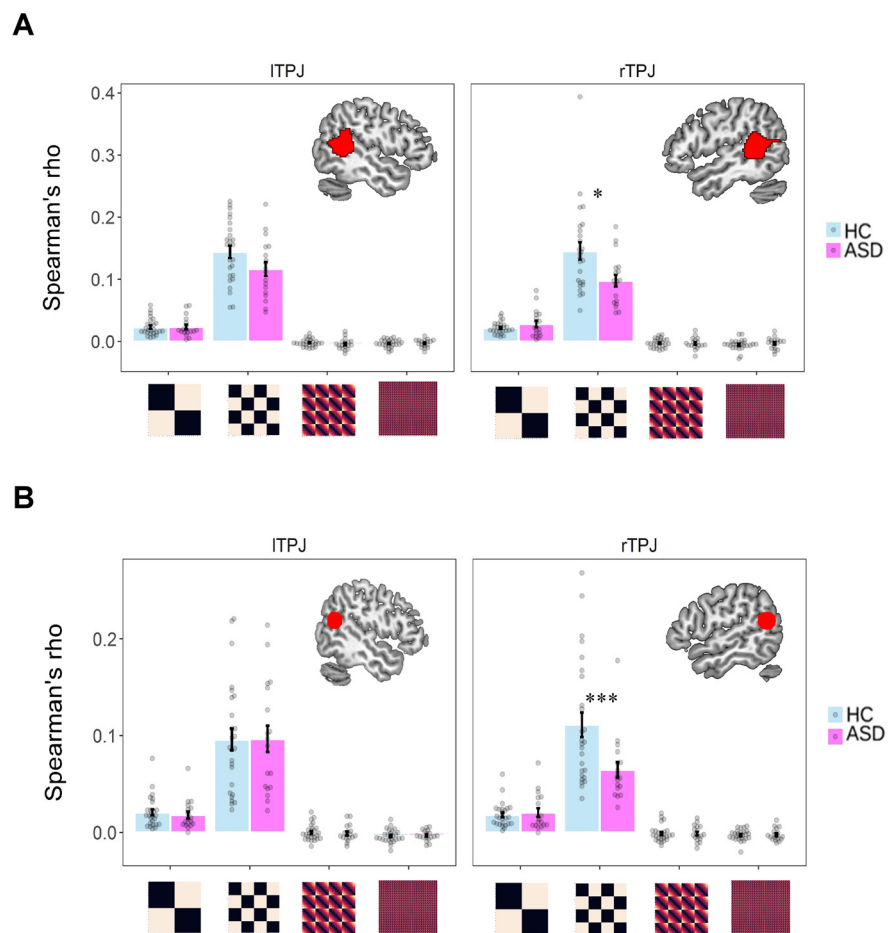 A
lTPJ
rTPJ
0.4
0.3
0.2
0.1
0.0
Spearman's rho
*
HC
ASD
B
lTPJ
rTPJ
0.2
0.1
0.0
Spearman's rho
***
HC
ASD